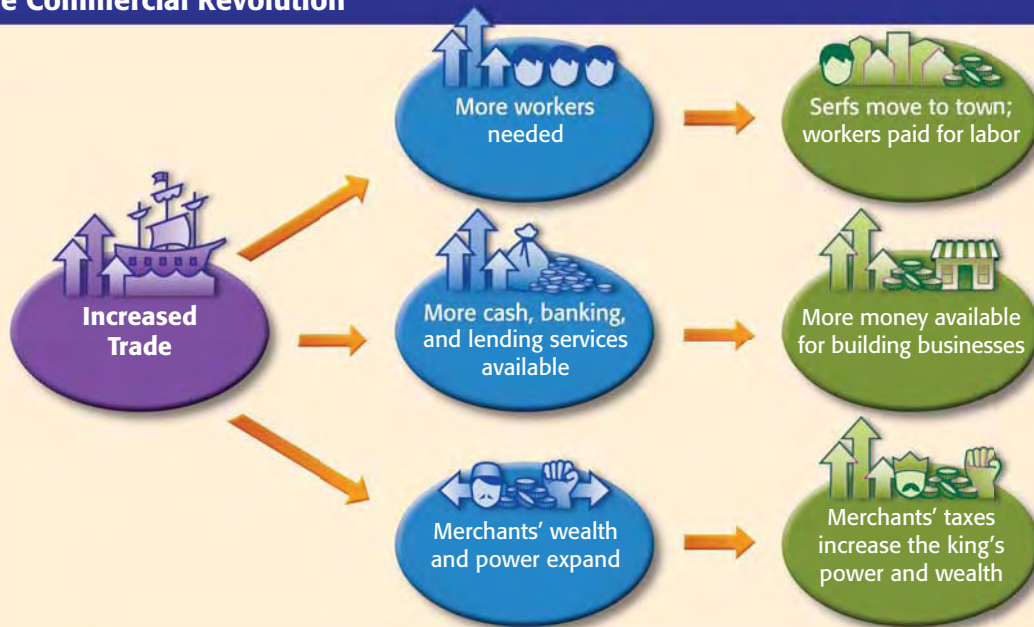 e Commercial Revolution
More workers
needed
Serfs move to town;
workers paid for labor
Increased
Trade
More cash, banking,
and lending services
available
More money available
for building businesses
Merchants' wealth
and power expand
Merchants' taxes
increase the king's
power and wealth